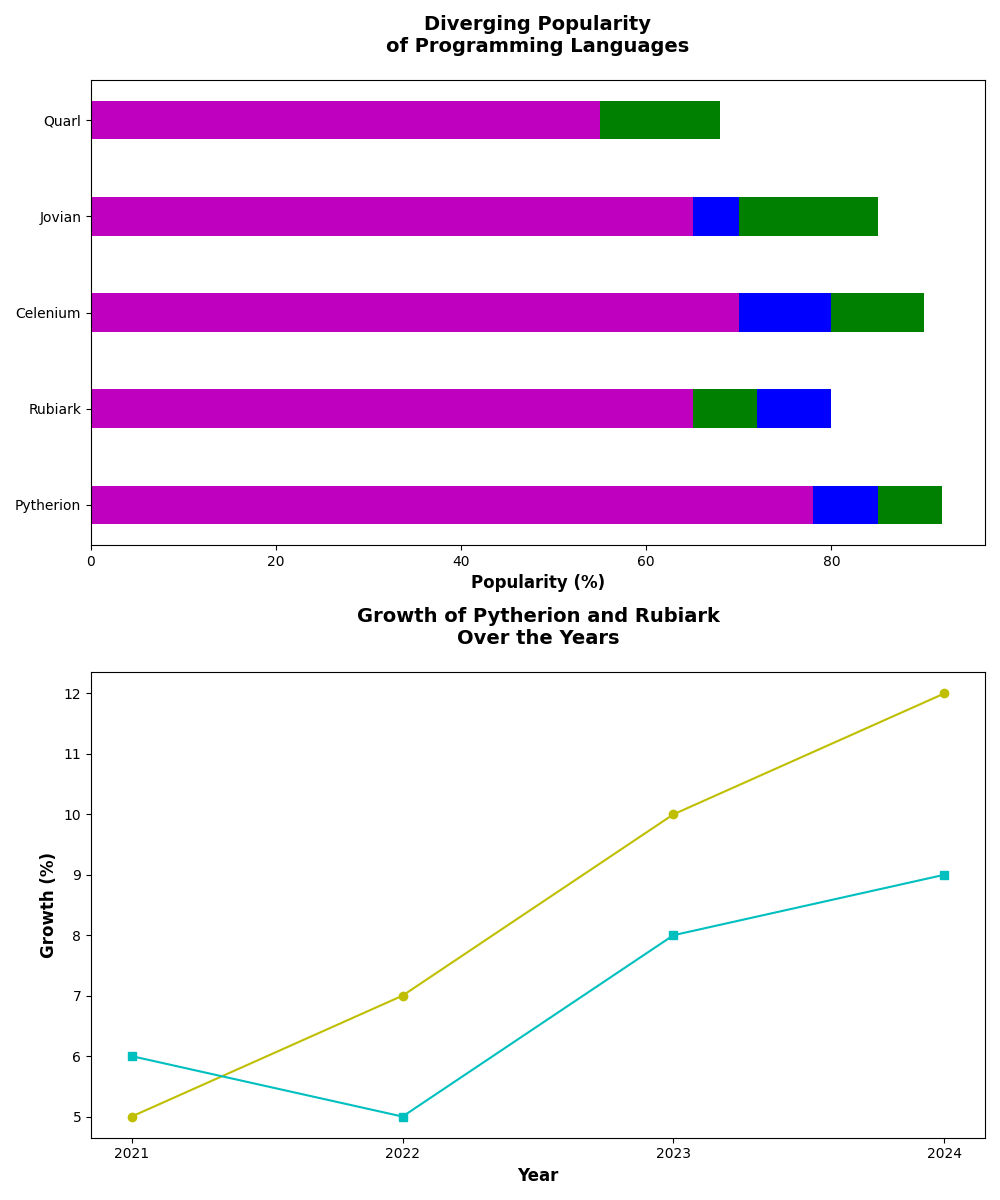 Diverging Popularity
of Programming Languages
Quarl
Jovian
Celenium
Rubiark
Pytherion
0 20 40 60 80
Popularity (%)
Growth of Pytherion and Rubiark
Over the Years
12
11
10
9
8
7
6
5
Growth (%)
2021 2022 2023 2024
Year